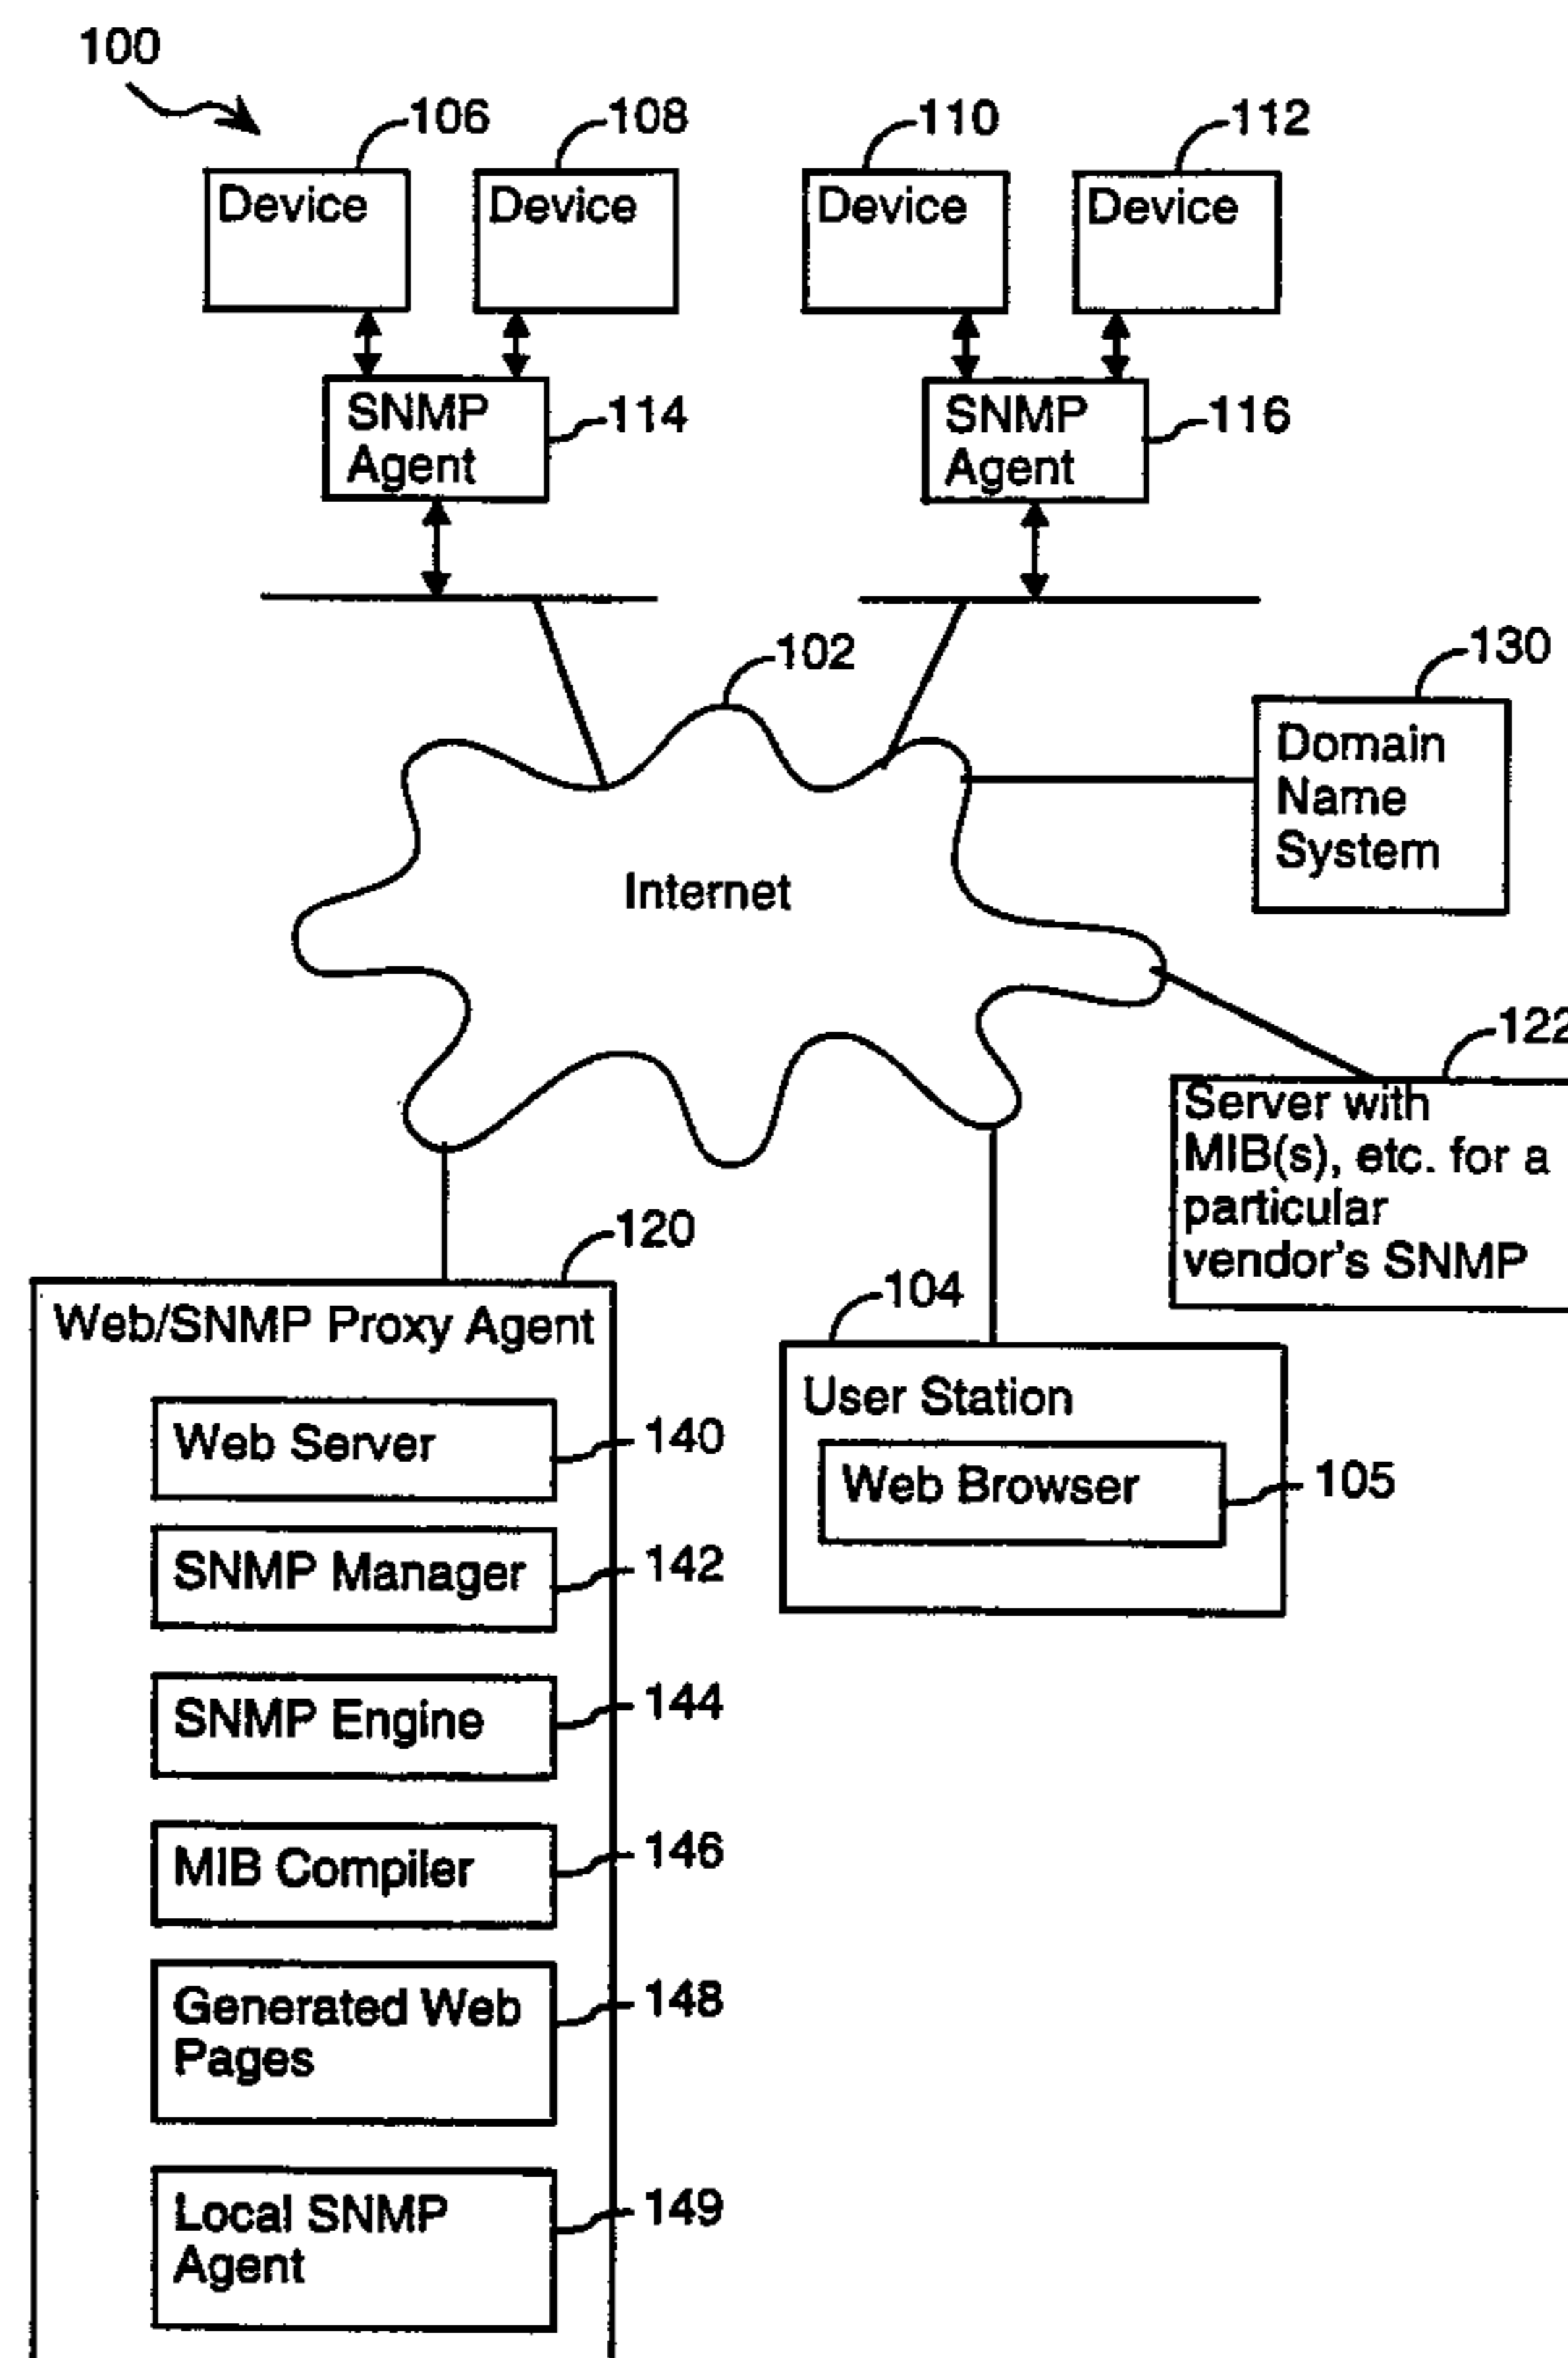 100
106
108
110
112
Device
Device
Device
Device
SNMP
Agent
114
SNMP
Agent
116
102
130
Domain
Name
System
Internet
122
Server with
MIB(s), etc. for a
particular
vendor's SNMP
120
Web/SNMP Proxy Agent
104
User Station
Web Server
140
Web Browser
105
SNMP Manager
142
SNMP Engine
144
MIB Compiler
146
Generated Web
Pages
148
Local SNMP
Agent
149